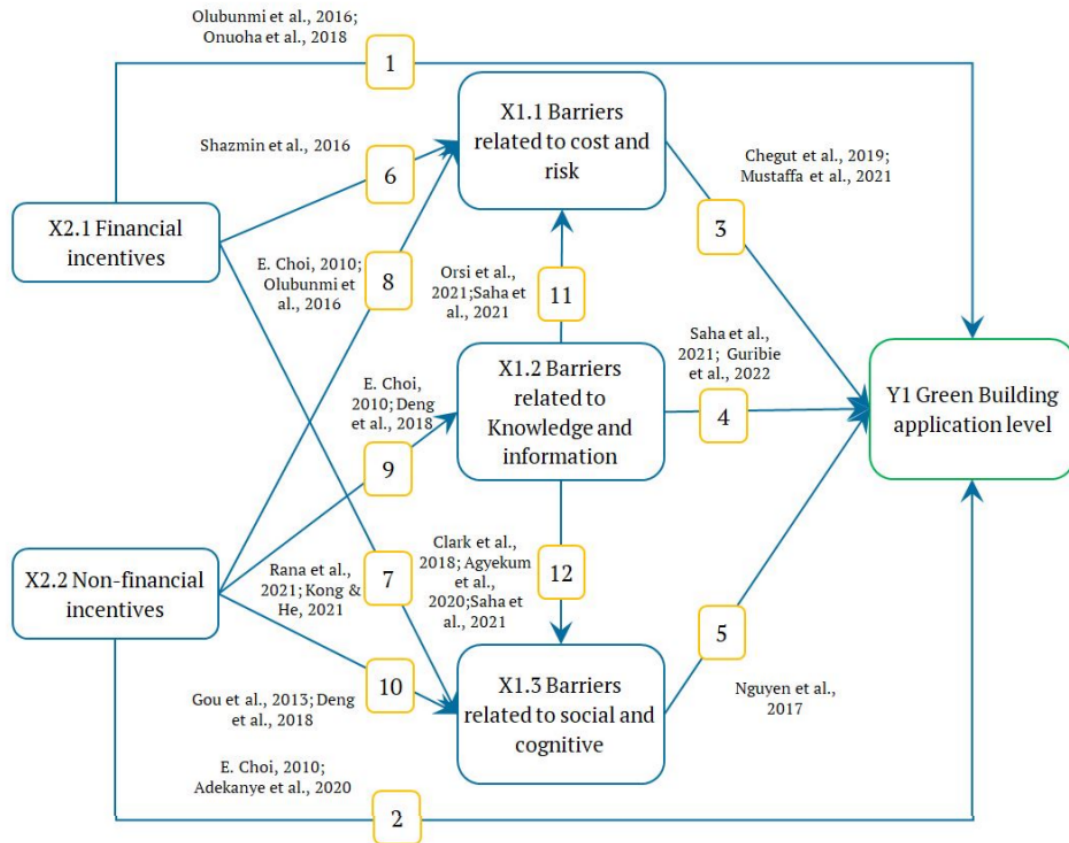 Olubunmi et al., 2016;
Onuoha et al., 2018
1
Shazmin et al., 2016
6
X1.1 Barriers
related to cost and
risk
Chegut et al., 2019;
Mustaffa et al., 2021
3
X2.1 Financial
incentives
E. Choi, 2010;
Olubunmi et
al., 2016
8
Orsi et al.,
2021;Saha et
al., 2021
11
Saha et al.,
2021; Guribie
et al., 2022
4
X1.2 Barriers
related to
Knowledge and
information
Y1 Green Building
application level
E. Choi,
2010; Deng
et al., 2018
9
X2.2 Non-financial
incentives
Rana et al.,
2021; Kong &
He, 2021
7
Clark et al.,
2018; Agyekum
et al.,
2020;Saha et
al., 2021
12
5
Nguyen et al.,
2017
10
Gou et al., 2013; Deng
et al., 2018
X1.3 Barriers
related to social and
cognitive
E. Choi, 2010;
Adekanye et al., 2020
2